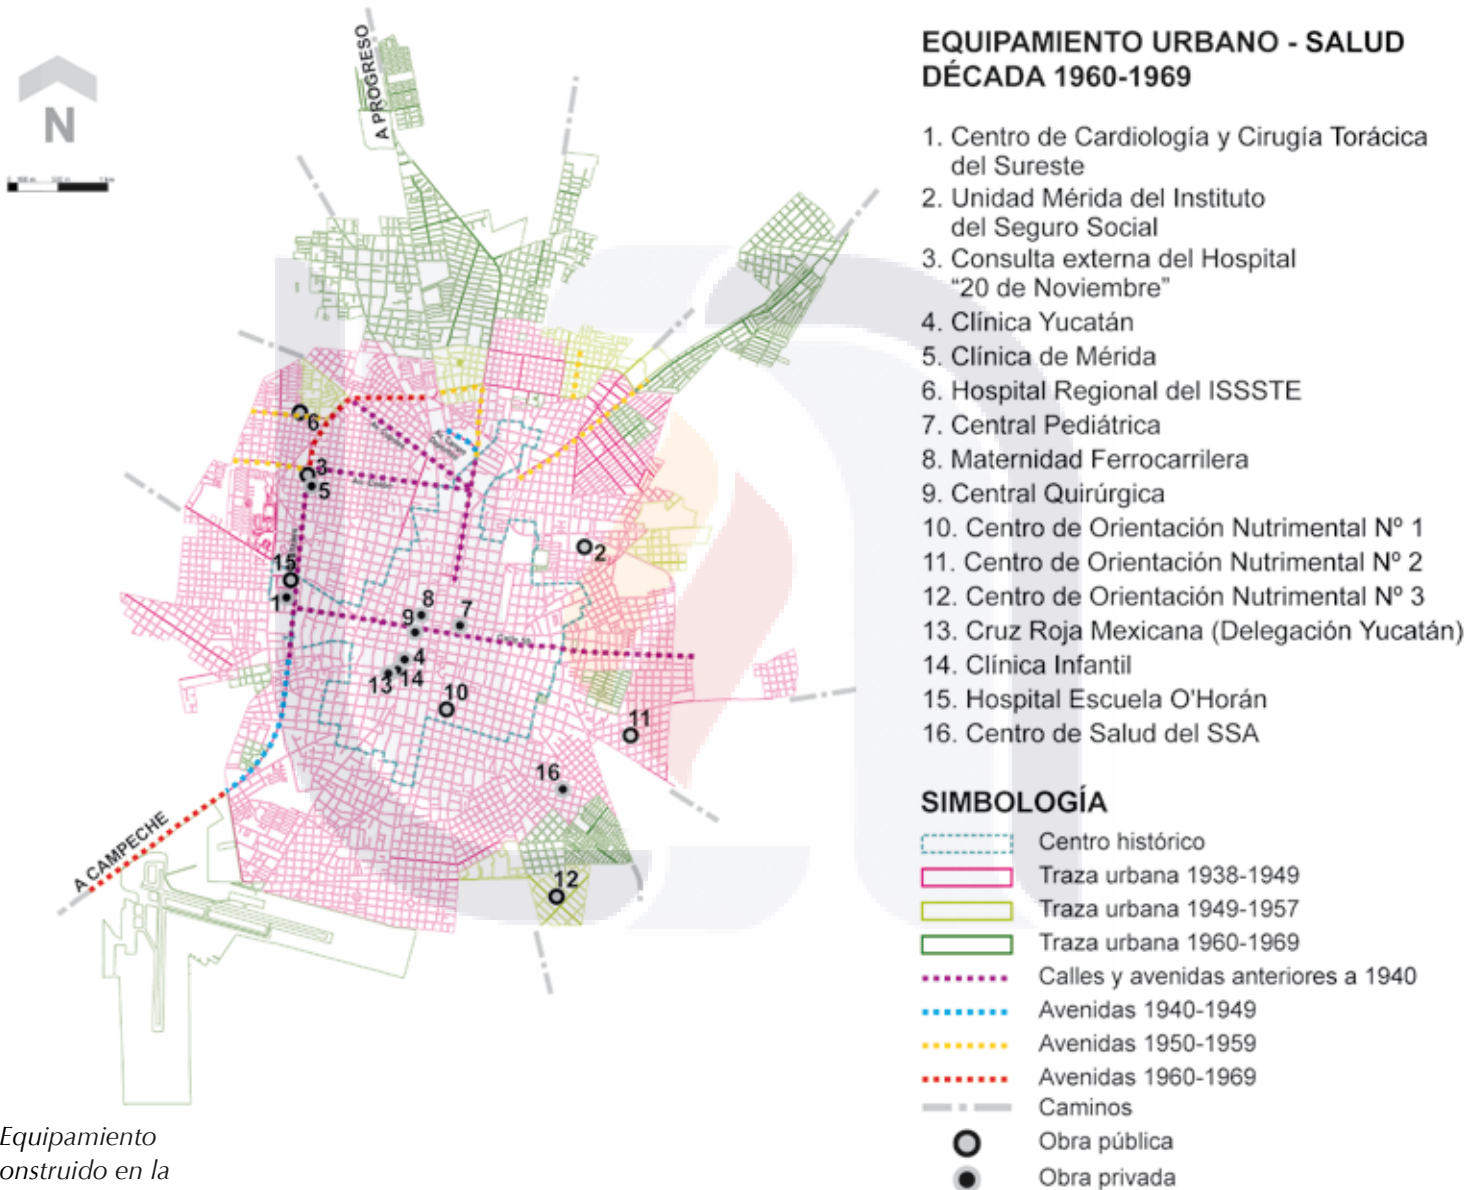 A PROGRESO
N
EQUIPAMIENTO URBANO - SALUD
DÉCADA 1960-1969
1. Centro de Cardiología y Cirugía Torácica
del Sureste
2. Unidad Mérida del Instituto
del Seguro Social
3. Consulta externa del Hospital
“20 de Noviembre”
4. Clínica Yucatán
5. Clínica de Mérida
6. Hospital Regional del ISSSTE
7. Central Pediátrica
8. Maternidad Ferrocarrilera
9. Central Quirúrgica
10. Centro de Orientación Nutrimental Nº 1
11. Centro de Orientación Nutrimental Nº 2
12. Centro de Orientación Nutrimental Nº 3
13. Cruz Roja Mexicana (Delegación Yucatán)
14. Clínica Infantil
15. Hospital Escuela O'Horán
16. Centro de Salud del SSA
SIMBOLOGÍA
Centro histórico
Traza urbana 1938-1949
Traza urbana 1949-1957
Traza urbana 1960-1969
Calles y avenidas anteriores a 1940
Avenidas 1940-1949
Avenidas 1950-1959
Avenidas 1960-1969
Caminos
Obra pública
Obra privada
6
3
5
2
15
1
8
9
7
4
13
14
10
11
16
12
A CAMPECHE
Equipamiento
onstruido en la